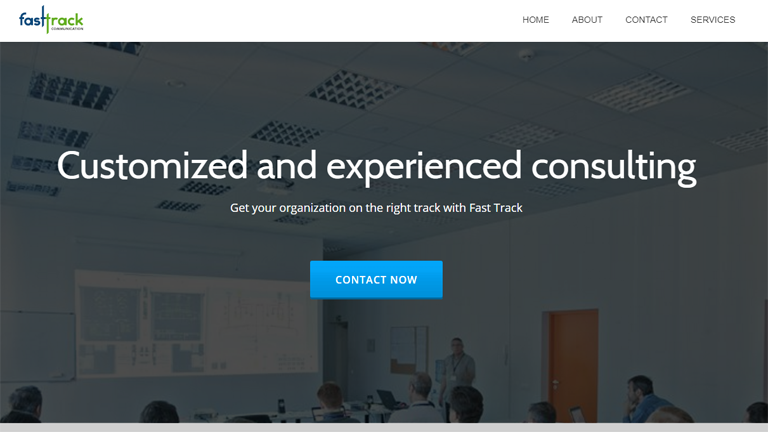 fasttrack
COMMUNICATION
HOME ABOUT CONTACT SERVICES
Customized and experienced consulting
Get your organization on the right track with Fast Track
CONTACT NOW